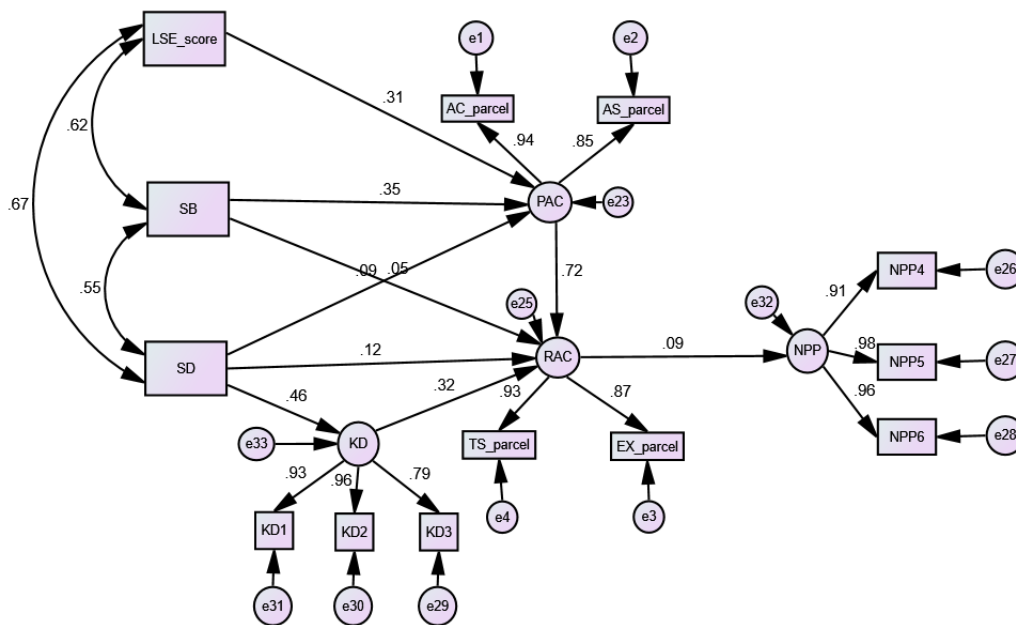 LSE_score
e1
e2
AC_parcel
AS_parcel
.31
.94
.85
.62
.67
SB
.35
PAC
e23
.09
.05
.72
.55
NPP4
e26
.91
e32
e25
SD
.12
RAC
.09
NPP
.98
NPP5
e27
.46
.32
.93
.87
.96
e33
KD
TS_parcel
EX_parcel
NPP6
e28
.93
.96
.79
KD1
KD2
KD3
e4
e3
e31
e30
e29